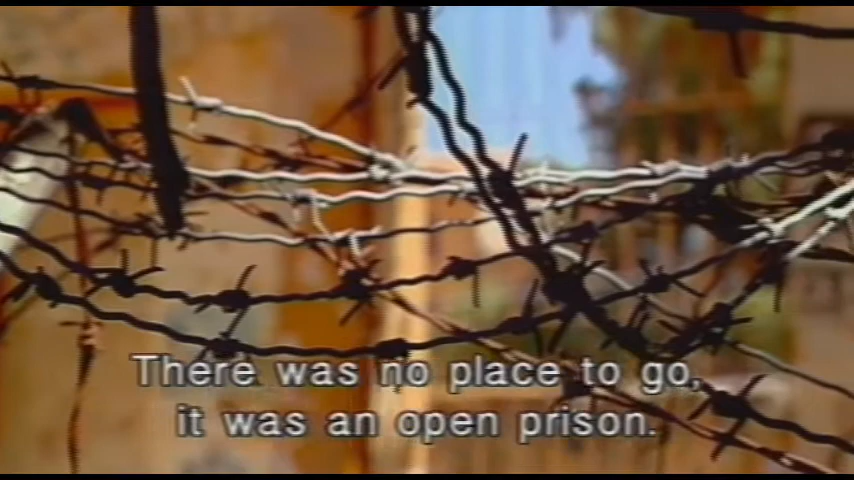 There was no place to go,
it was an open prison.